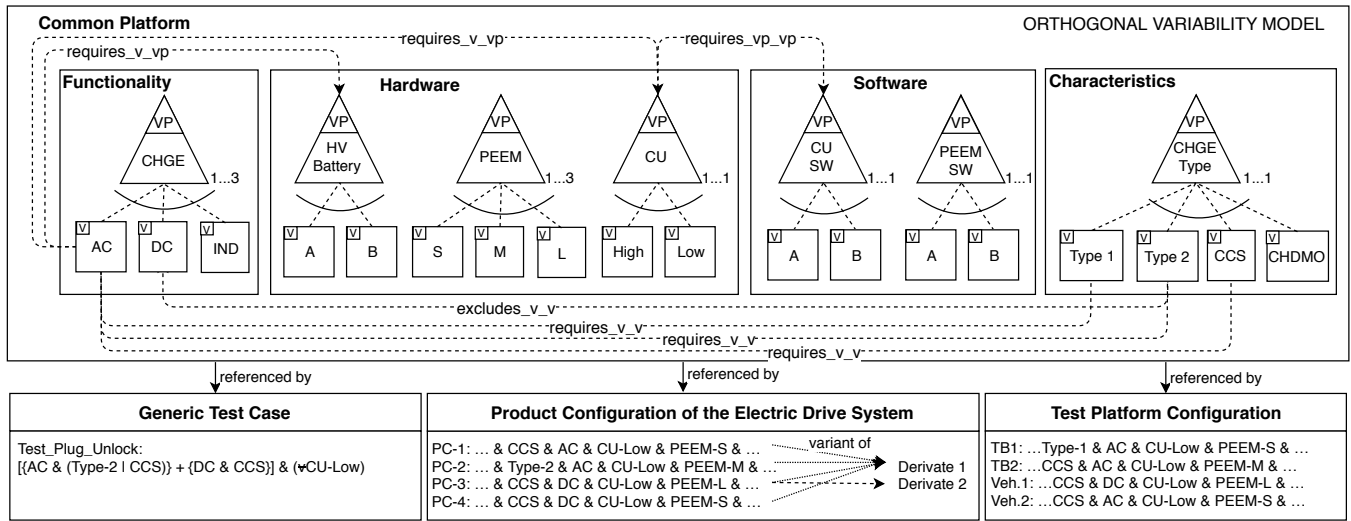 Common Platform
ORTHOGONAL VARIABILITY MODEL
requires_v_vp
requires_vp_vp
requires_v_vp
Functionality
Hardware
Software
Characteristics
VP
CHGE
1...3
V
AC
V
DC
V
IND
VP
HV
Battery
V
A
V
B
VP
PEEM
1...3
V
S
V
M
V
L
VP
CU
1...1
V
High
V
Low
VP
CU
SW
1...1
V
A
V
B
VP
PEEM
SW
1...1
V
A
V
B
VP
CHGE
Type
1...1
V
Type 1
V
Type 2
V
CCS
V
CHDMO
excludes_v_v
requires_v_v
requires_v_v
requires_v_v
referenced by
referenced by
referenced by
Generic Test Case
Test_Plug_Unlock:
[{AC & (Type-2 | CCS)} + {DC & CCS}] & (¬CU-Low)
Product Configuration of the Electric Drive System
PC-1: ... & CCS & AC & CU-Low & PEEM-S & ...
PC-2: ... & Type-2 & AC & CU-Low & PEEM-M & ...
PC-3: ... & CCS & DC & CU-Low & PEEM-L & ...
PC-4: ... & CCS & DC & CU-Low & PEEM-S & ...
variant of
Derivate 1
Derivate 2
Test Platform Configuration
TB1: ...Type-1 & AC & CU-Low & PEEM-S & ...
TB2: ...CCS & AC & CU-Low & PEEM-M & ...
Veh.1: ...CCS & DC & CU-Low & PEEM-L & ...
Veh.2: ...CCS & AC & CU-Low & PEEM-S & ...